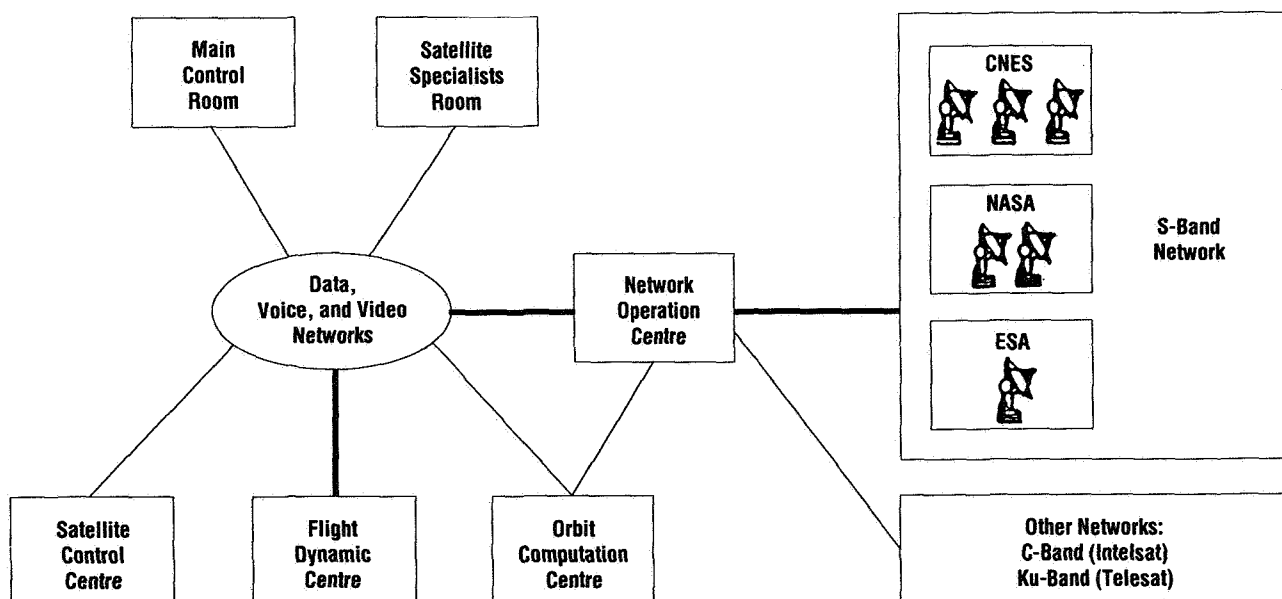 Main
Control
Room
Satellite
Specialists
Room
CNES
NASA
S-Band
Network
ESA
Data,
Voice, and Video
Networks
Network
Operation
Centre
Satellite
Control
Centre
Flight
Dynamic
Centre
Orbit
Computation
Centre
Other Networks:
C-Band (Intelsat)
Ku-Band (Telesat)